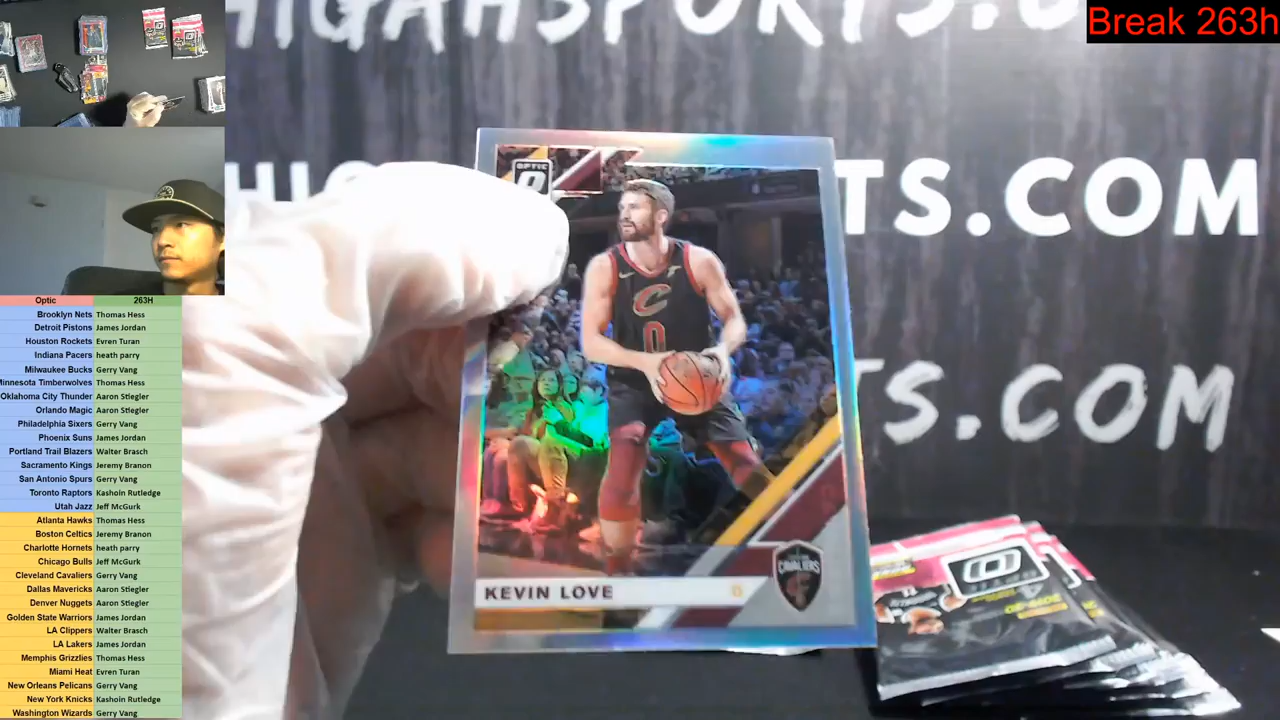 Break 263h
HIGAHSPORTS.C
TS.COM
TS.COM
OPTIC
C
0
KEVIN LOVE
CAVALIERS
Optic 263H
Brooklyn Nets Thomas Hess
Detroit Pistons James Jordan
Houston Rockets Evren Turan
Indiana Pacers heath parry
Milwaukee Bucks Gerry Vang
Minnesota Timberwolves Thomas Hess
Oklahoma City Thunder Aaron Stiegler
Orlando Magic Aaron Stiegler
Philadelphia Sixers Gerry Vang
Phoenix Suns James Jordan
Portland Trail Blazers Walter Brasch
Sacramento Kings Jeremy Branon
San Antonio Spurs Gerry Vang
Toronto Raptors Kashoin Rutledge
Utah Jazz Jeff McGurk
Atlanta Hawks Thomas Hess
Boston Celtics Jeremy Branon
Charlotte Hornets heath parry
Chicago Bulls Jeff McGurk
Cleveland Cavaliers Gerry Vang
Dallas Mavericks Aaron Stiegler
Denver Nuggets Aaron Stiegler
Golden State Warriors James Jordan
LA Clippers Walter Brasch
LA Lakers James Jordan
Memphis Grizzlies Thomas Hess
Miami Heat Evren Turan
New Orleans Pelicans Gerry Vang
New York Knicks Kashoin Rutledge
Washington Wizards Gerry Vang